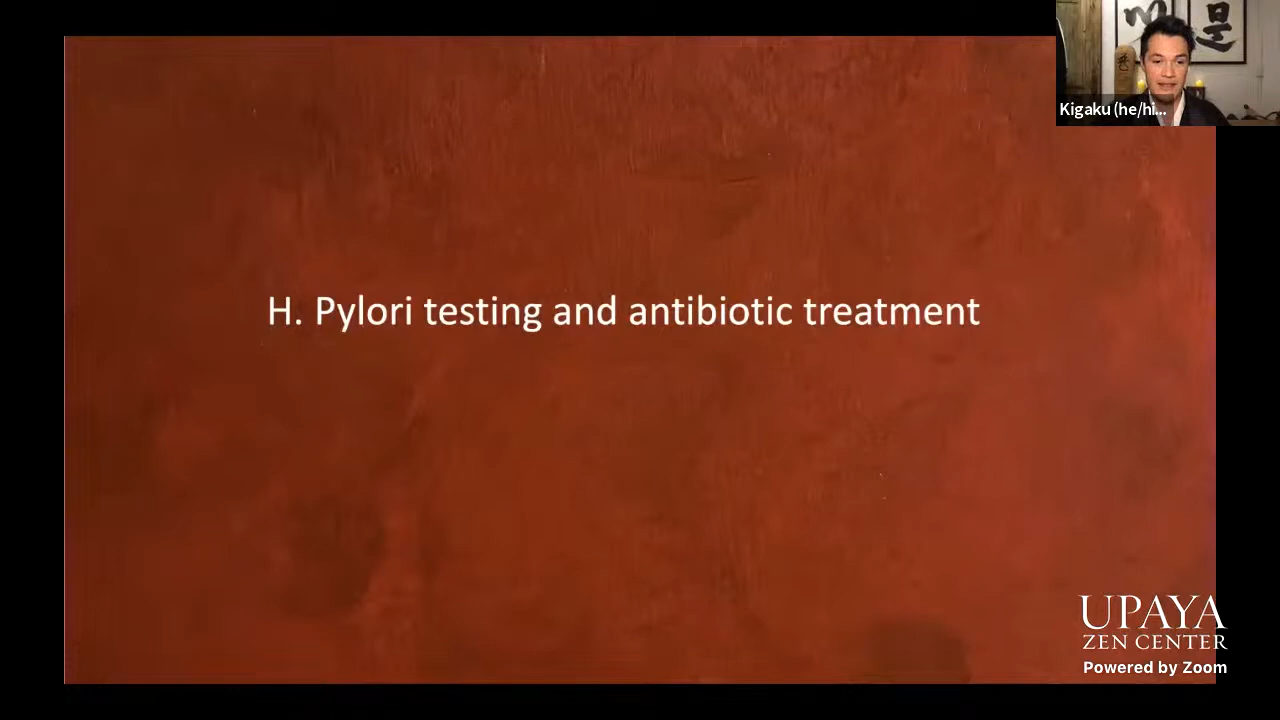 Kigaku (he/hi...
H. Pylori testing and antibiotic treatment
UPAYA
ZEN CENTER
Powered by Zoom